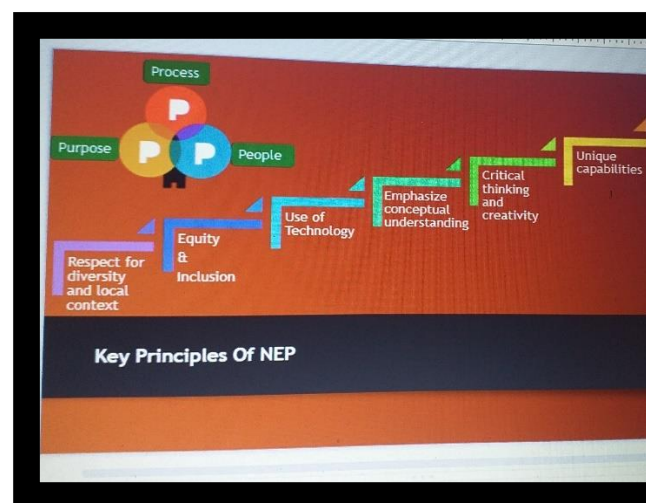 Process
P
Purpose
P
P
People
Respect for
diversity
and local
context
Equity
&
Inclusion
Use of
Technology
Emphasize
conceptual
understanding
Critical
thinking
and
creativity
Unique
capabilities
Key Principles Of NEP